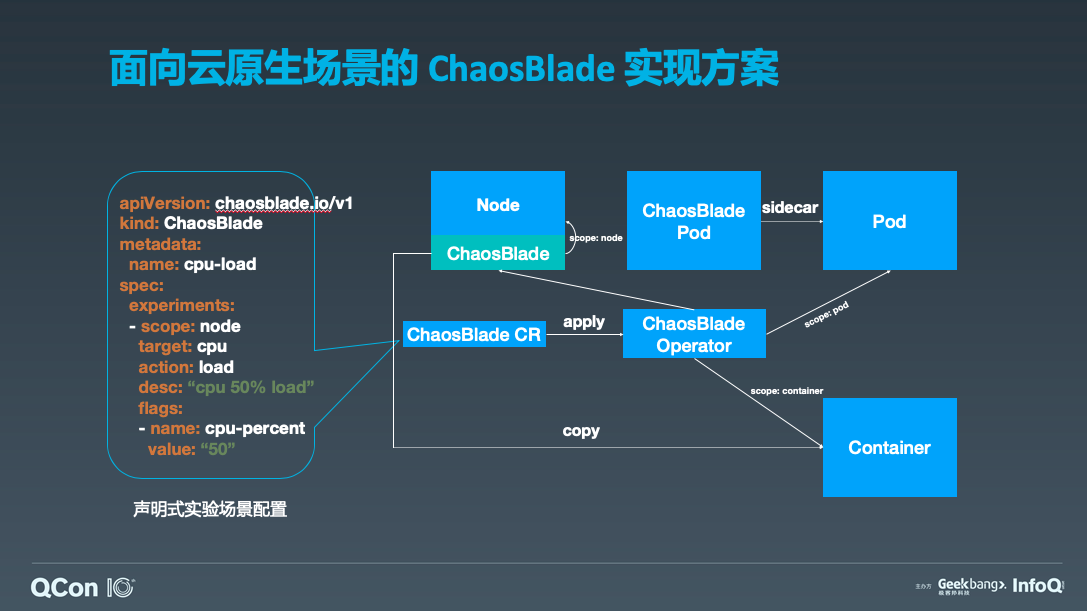 面向云原生场景的 ChaosBlade 实现方案
apiVersion: chaosblade.io/v1
kind: ChaosBlade
metadata:
name: cpu-load
spec:
experiments:
- scope: node
target: cpu
action: load
desc: “cpu 50% load”
flags:
- name: cpu-percent
value: “50”
声明式实验场景配置
Node
ChaosBlade
scope: node
ChaosBlade
Pod
sidecar
Pod
ChaosBlade CR
apply
ChaosBlade
Operator
scope: pod
scope: container
copy
Container
QCon 10
主办方
Geekbang>.
极客邦科技
InfoQ